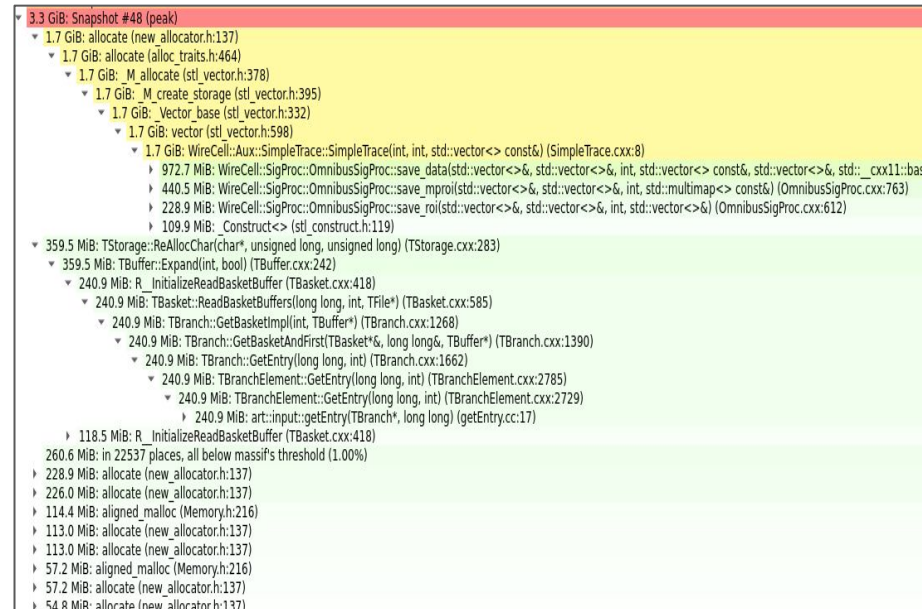 3.3 GiB: Snapshot #48 (peak)
1.7 GiB: allocate (new_allocator.h:137)
1.7 GiB: allocate (alloc_traits.h:464)
1.7 GiB: _M_allocate (stl_vector.h:378)
1.7 GiB: _M_create_storage (stl_vector.h:395)
1.7 GiB: _Vector_base (stl_vector.h:332)
1.7 GiB: vector (stl_vector.h:598)
1.7 GiB: WireCell::Aux::SimpleTrace::SimpleTrace(int, int, std::vector<> const&) (SimpleTrace.cxx:8)
972.7 MiB: WireCell::SigProc::OmnibusSigProc::save_data(std::vector<>&, std::vector<>&, int, std::vector<> const&, std::vector<>&, std::__cxx11::bas
440.5 MiB: WireCell::SigProc::OmnibusSigProc::save_mproi(std::vector<>&, std::vector<>&, int, std::multimap<> const&) (OmnibusSigProc.cxx:763)
228.9 MiB: WireCell::SigProc::OmnibusSigProc::save_roi(std::vector<>&, std::vector<>&, int, std::vector<>&) (OmnibusSigProc.cxx:612)
109.9 MiB: _Construct<> (stl_construct.h:119)
359.5 MiB: TStorage::ReAllocChar(char*, unsigned long, unsigned long) (TStorage.cxx:283)
359.5 MiB: TBuffer::Expand(int, bool) (TBuffer.cxx:242)
240.9 MiB: R__InitializeReadBasketBuffer (TBasket.cxx:418)
240.9 MiB: TBasket::ReadBasketBuffers(long long, int, TFile*) (TBasket.cxx:585)
240.9 MiB: TBranch::GetBasketImpl(int, TBuffer*) (TBranch.cxx:1268)
240.9 MiB: TBranch::GetBasketAndFirst(TBasket*&, long long&, TBuffer*) (TBranch.cxx:1390)
240.9 MiB: TBranch::GetEntry(long long, int) (TBranch.cxx:1662)
240.9 MiB: TBranchElement::GetEntry(long long, int) (TBranchElement.cxx:2785)
240.9 MiB: TBranchElement::GetEntry(long long, int) (TBranchElement.cxx:2729)
240.9 MiB: art::input::getEntry(TBranch*, long long) (getEntry.cc:17)
118.5 MiB: R__InitializeReadBasketBuffer (TBasket.cxx:418)
260.6 MiB: in 22537 places, all below massif's threshold (1.00%)
228.9 MiB: allocate (new_allocator.h:137)
226.0 MiB: allocate (new_allocator.h:137)
114.4 MiB: aligned_malloc (Memory.h:216)
113.0 MiB: allocate (new_allocator.h:137)
113.0 MiB: allocate (new_allocator.h:137)
57.2 MiB: aligned_malloc (Memory.h:216)
57.2 MiB: allocate (new_allocator.h:137)
54.8 MiB: allocate (new_allocator.h:137)